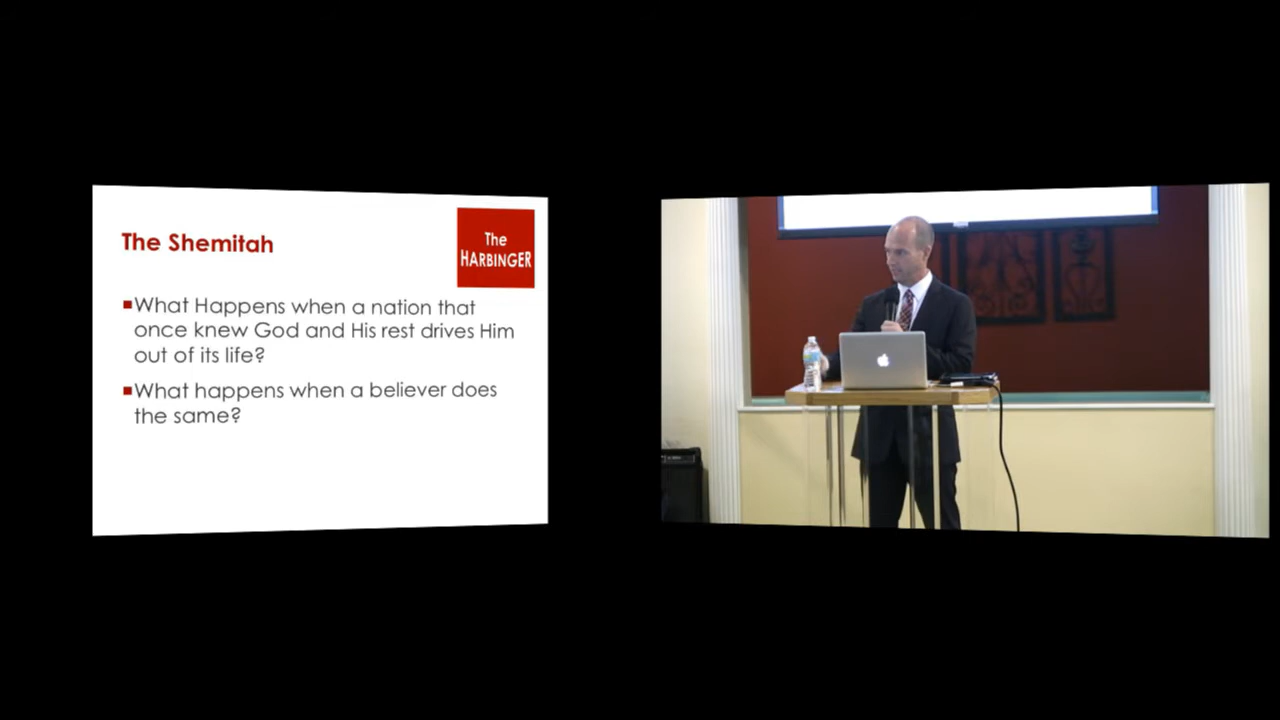 The Shemitah
The
HARBINGER
▪What Happens when a nation that
once knew God and His rest drives Him
out of its life?
▪What happens when a believer does
the same?